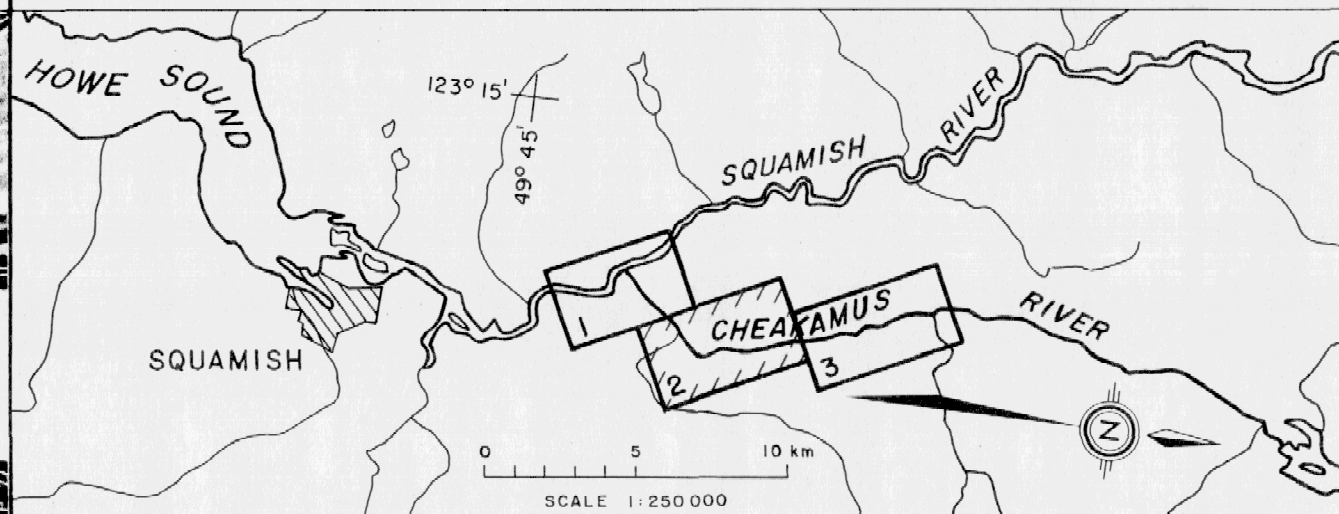 HOWE SOUND
123° 15'
49° 45'
SQUAMISH RIVER
SQUAMISH
1
2
3
CHEAKAMUS RIVER
N
0 5 10 km
SCALE 1:250 000